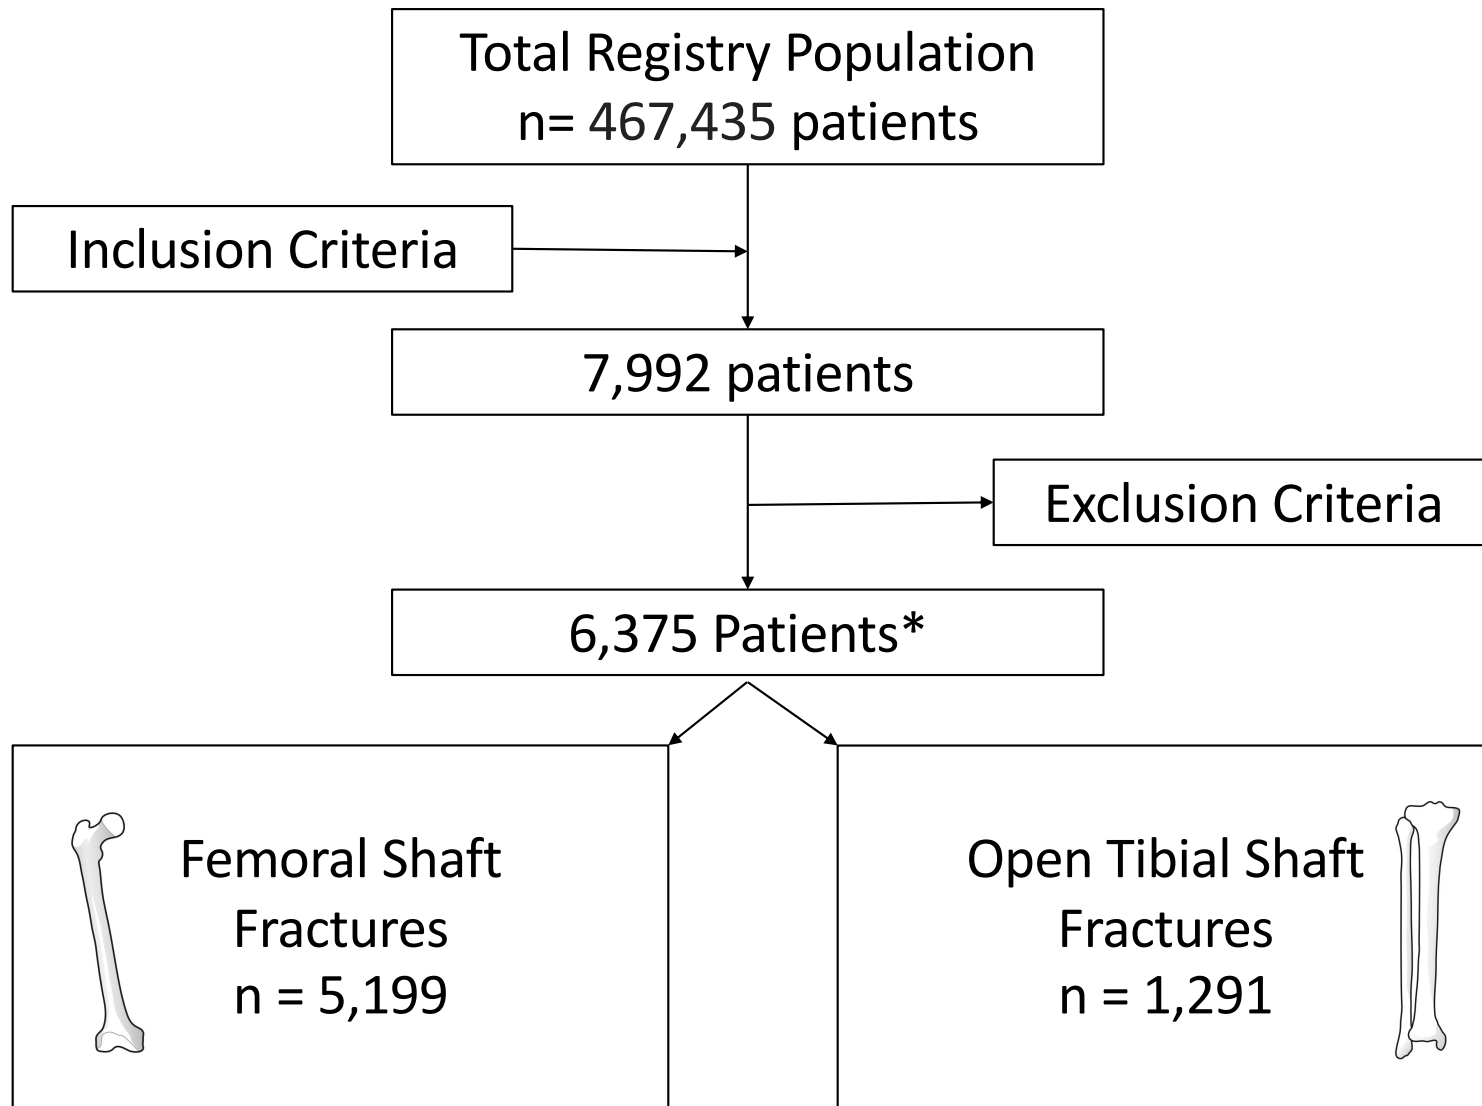 Total Registry Population
n= 467,435 patients
Inclusion Criteria
7,992 patients
Exclusion Criteria
6,375 Patients*
Femoral Shaft
Fractures
n = 5,199
Open Tibial Shaft
Fractures
n = 1,291